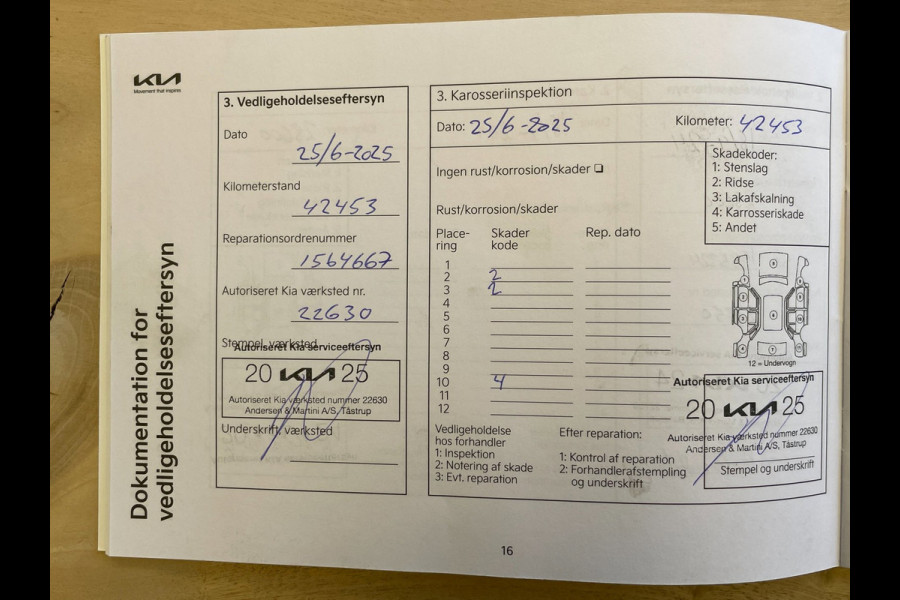 KIA
Movement that inspires
Dokumentation for
vedligeholdelseseftersyn
3. Vedligeholdelseseftersyn
Dato
25/6-2025
Kilometerstand
42453
Reparationsordrenummer
1564667
Autoriseret Kia værksted nr.
22630
Stempel, værksted
Autoriseret Kia serviceeftersyn
20 KIA 25
Autoriseret Kia værksted nummer 22630
Andersen & Martini A/S, Tåstrup
Underskrift, værksted
3. Karosseriinspektion
Dato: 25/6-2025 Kilometer: 42453
Ingen rust/korrosion/skader ❑
Skadekoder:
1: Stenslag
2: Ridse
3: Lakafskalning
4: Karrosseriskade
5: Andet
Rust/korrosion/skader
Place- Skader Rep. dato
ring kode
1
2 2
3 2
4
5
6
7
8
9
10 4
11
12
12 = Undervogn
Vedligeholdelse
hos forhandler
1: Inspektion
2: Notering af skade
3: Evt. reparation
Efter reparation:
1: Kontrol af reparation
2: Forhandlerafstempling
og underskrift
Autoriseret Kia serviceeftersyn
20 KIA 25
Autoriseret Kia værksted nummer 22630
Andersen & Martini A/S, Tåstrup
Stempel og underskrift
16